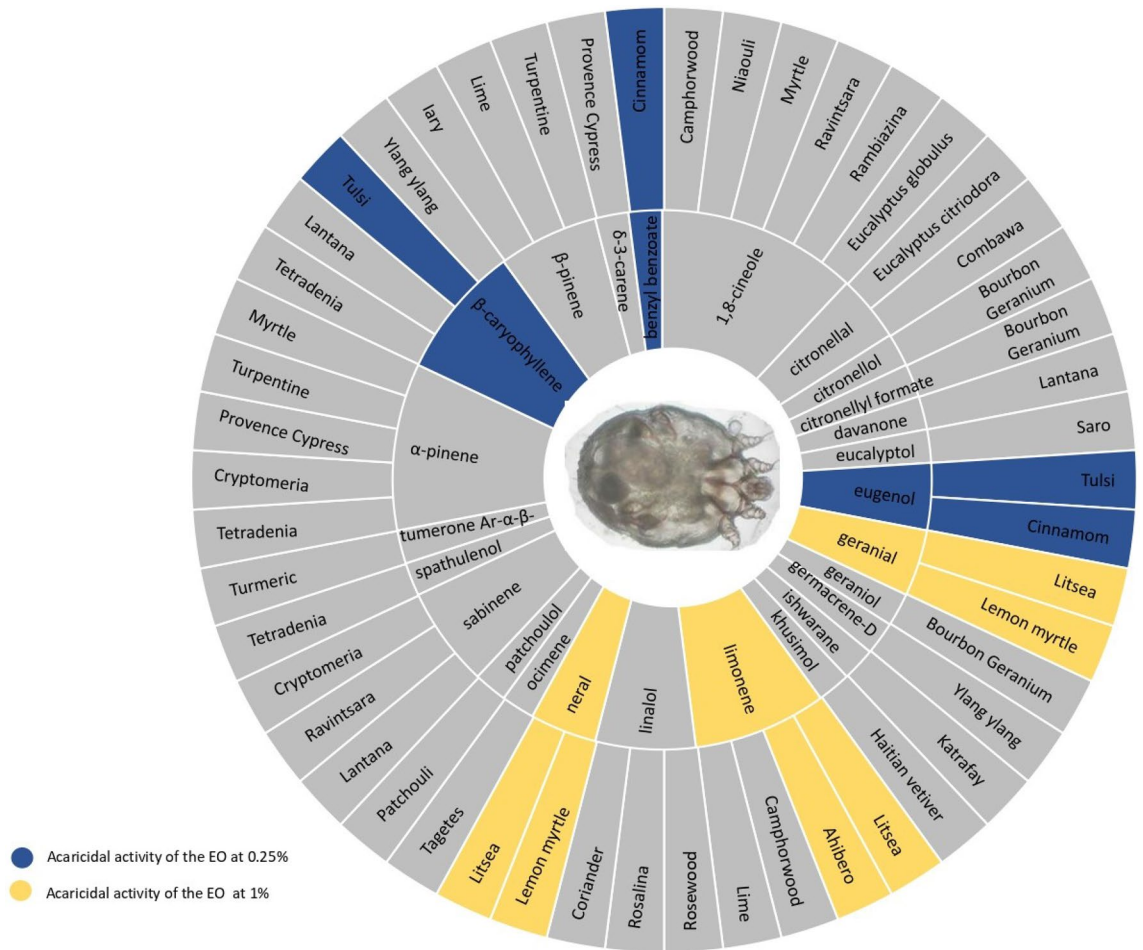 Cinnamom
Camphorwood
Niaouli
Myrtle
Ravintsara
Rambiazina
Eucalyptus globulus
Eucalyptus citriodora
Combawa
Bourbon
Geranium
Bourbon
Geranium
Lantana
Saro
Tulsi
Cinnamom
Litsea
Lemon myrtle
Bourbon Geranium
Ylang ylang
Katrafay
Haitian vetiver
Litsea
Ahibero
Camphorwood
Lime
Rosewood
Rosalina
Coriander
Lemon myrtle
Litsea
Tagetes
Patchouli
Lantana
Ravintsara
Cryptomeria
Tetradenia
Turmeric
Tetradenia
Cryptomeria
Provence Cypress
Turpentine
Myrtle
Tetradenia
Lantana
Tulsi
Ylang ylang
Iary
Lime
Turpentine
Provence Cypress
benzyl benzoate
1,8-cineole
citronellal
citronellol
citronellyl formate
davanone
eucalyptol
eugenol
geranial
geraniol
germacrene-D
ishwarane
khusimol
limonene
linalol
neral
ocimene
patchoulol
sabinene
spathulenol
tumerone Ar-α-β-
α-pinene
β-caryophyllene
β-pinene
δ-3-carene
Acaricidal activity of the EO at 0.25%
Acaricidal activity of the EO at 1%